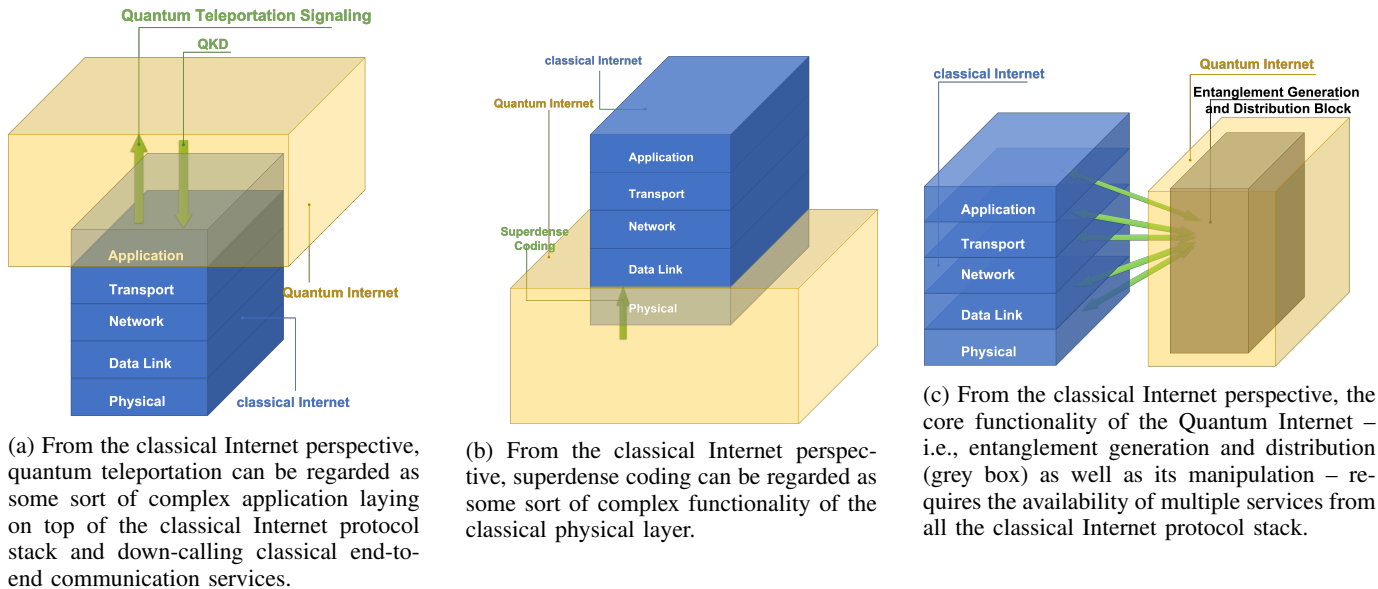 Quantum Teleportation Signaling
QKD
Application
Transport
Network
Data Link
Physical
Quantum Internet
classical Internet
(a) From the classical Internet perspective,
quantum teleportation can be regarded as
some sort of complex application laying
on top of the classical Internet protocol
stack and down-calling classical end-to-
end communication services.
classical Internet
Quantum Internet
Application
Transport
Network
Superdense
Coding
Data Link
Physical
(b) From the classical Internet perspec-
tive, superdense coding can be regarded as
some sort of complex functionality of the
classical physical layer.
Quantum Internet
classical Internet
Entanglement Generation
and Distribution Block
Application
Transport
Network
Data Link
Physical
(c) From the classical Internet perspective, the
core functionality of the Quantum Internet –
i.e., entanglement generation and distribution
(grey box) as well as its manipulation – re-
quires the availability of multiple services from
all the classical Internet protocol stack.